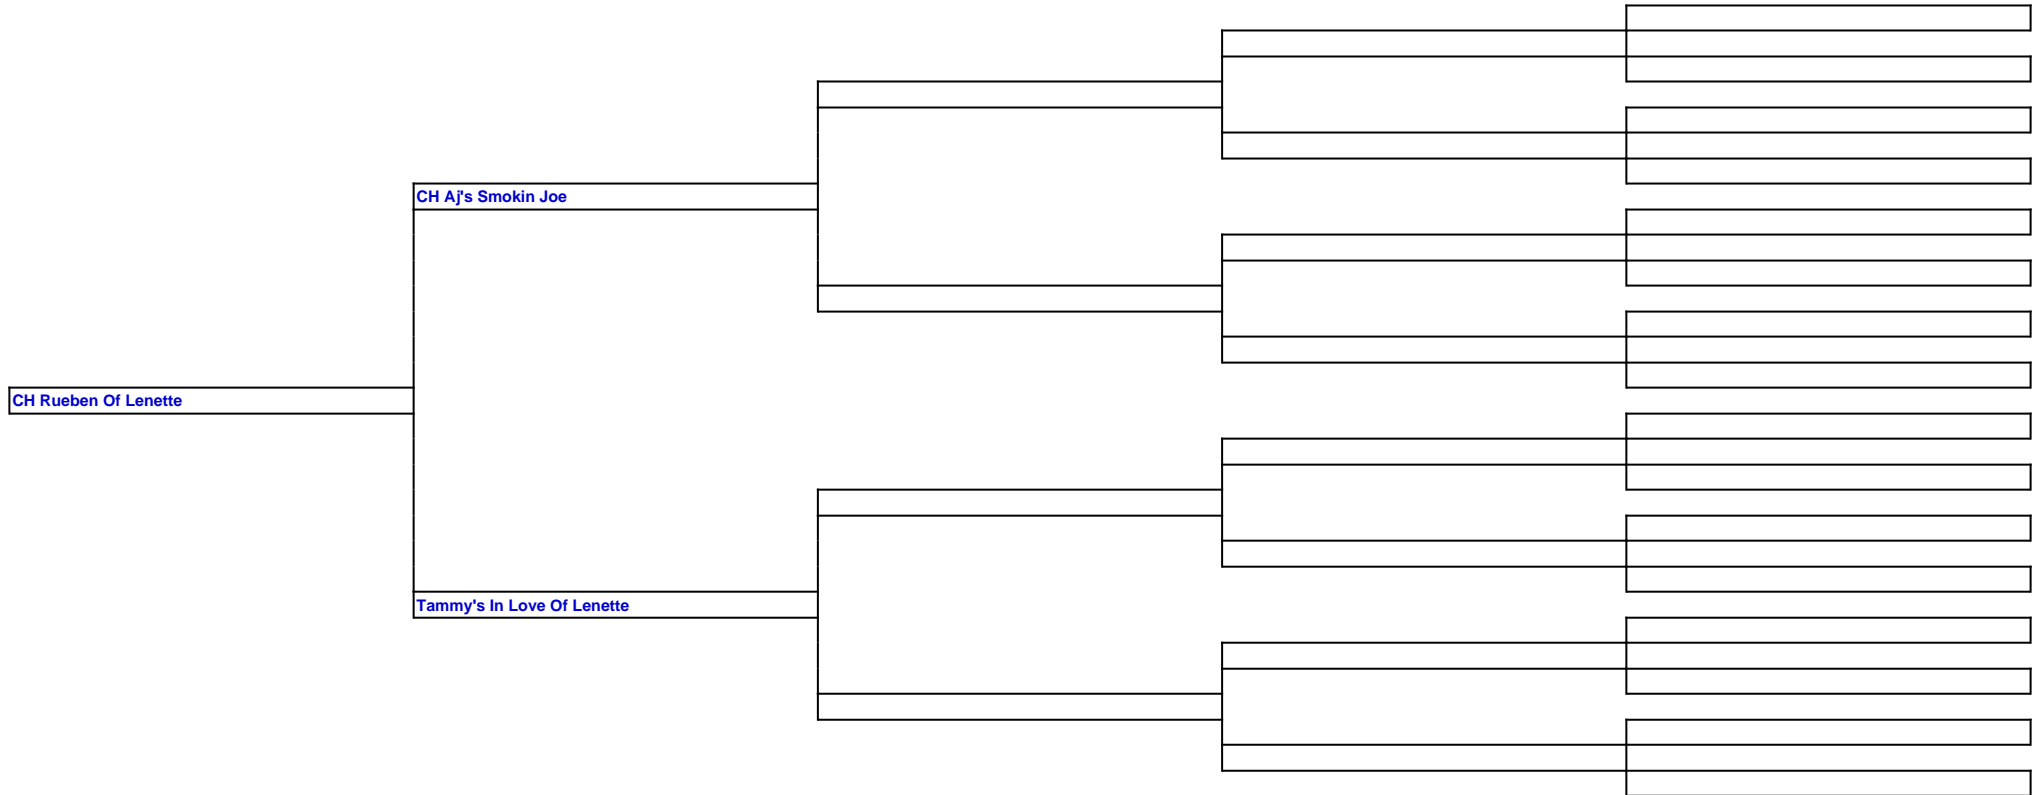 CH Aj's Smokin Joe
CH Rueben Of Lenette
Tammy's In Love Of Lenette